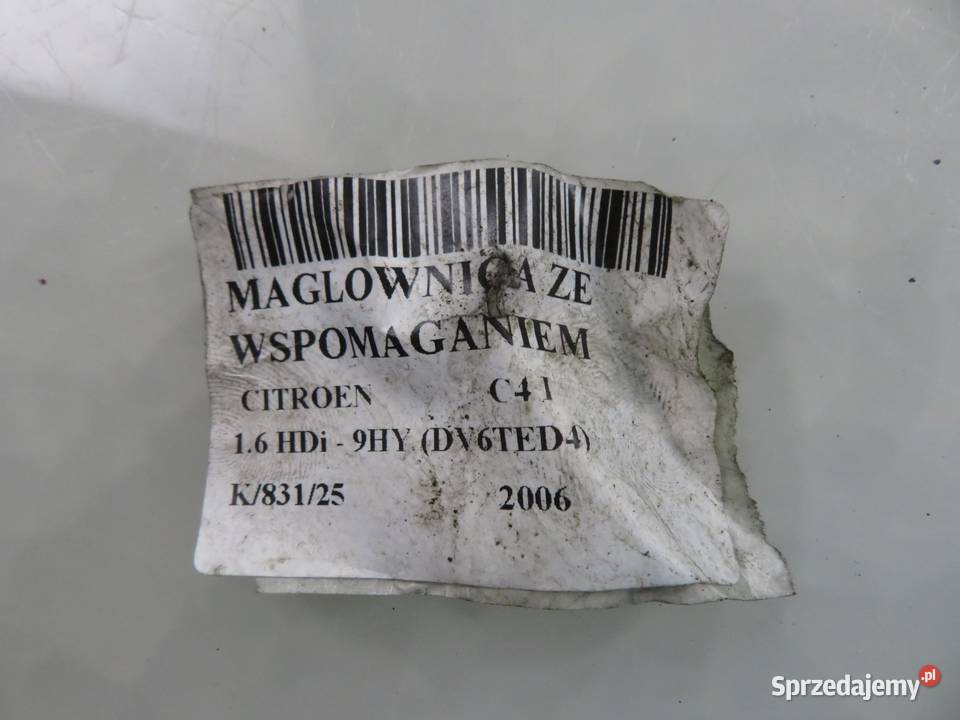 MAGLOWNICA ZE
WSPOMAGANIEM
CITROEN C4 I
1.6 HDi - 9HY (DV6TED4)
K/831/25 2006
Sprzedajemy.pl